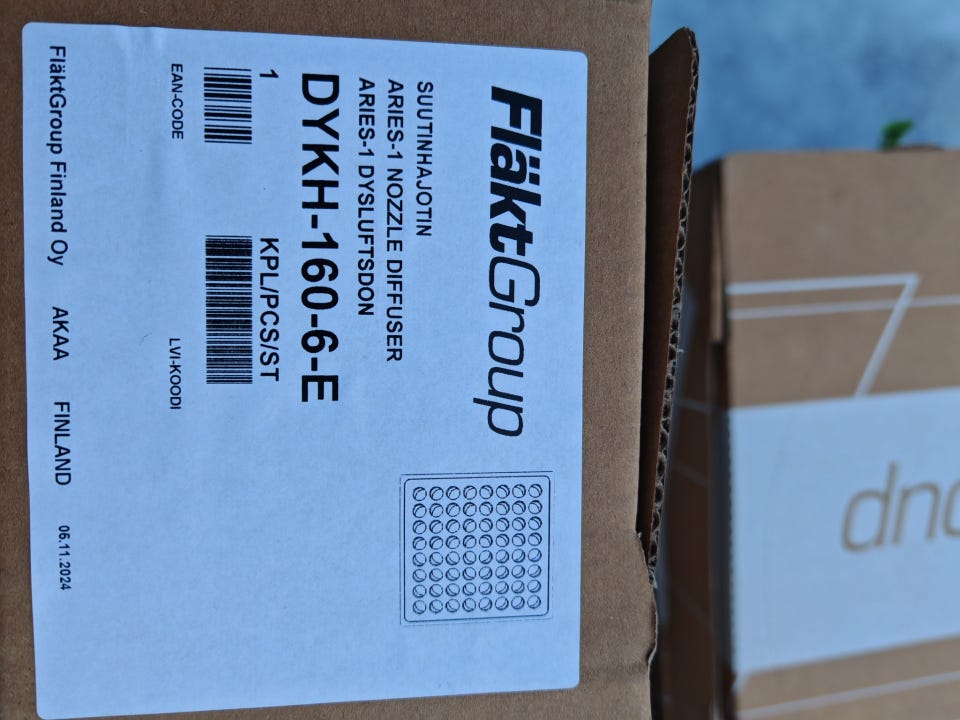 FläktGroup
SUUTINHAJOTIN
ARIES-1 NOZZLE DIFFUSER
ARIES-1 DYSLUFTSDON
DYKH-160-6-E
1 KPL/PCS/ST
EAN-CODE LVI-KOODI
FläktGroup Finland Oy AKAA FINLAND 06.11.2024